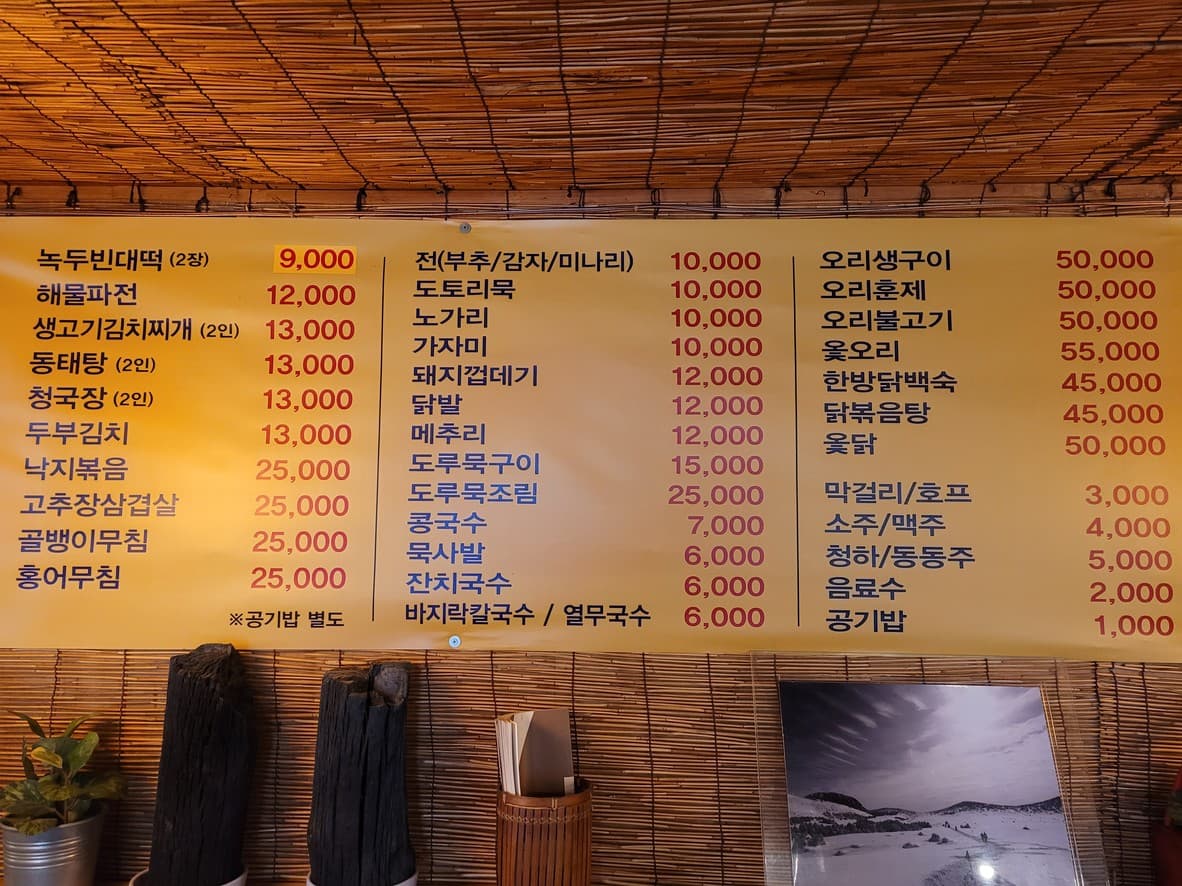 녹두빈대떡 (2장) 9,000
해물파전 12,000
생고기김치찌개 (2인) 13,000
동태탕 (2인) 13,000
청국장 (2인) 13,000
두부김치 13,000
낙지볶음 25,000
고추장삼겹살 25,000
골뱅이무침 25,000
홍어무침 25,000
※공기밥 별도
전(부추/감자/미나리) 10,000
도토리묵 10,000
노가리 10,000
가자미 10,000
돼지껍데기 12,000
닭발 12,000
메추리 12,000
도루묵구이 15,000
도루묵조림 25,000
콩국수 7,000
묵사발 6,000
잔치국수 6,000
바지락칼국수 / 열무국수 6,000
오리생구이 50,000
오리훈제 50,000
오리불고기 50,000
옻오리 55,000
한방닭백숙 45,000
닭볶음탕 45,000
옻닭 50,000
막걸리/호프 3,000
소주/맥주 4,000
청하/동동주 5,000
음료수 2,000
공기밥 1,000